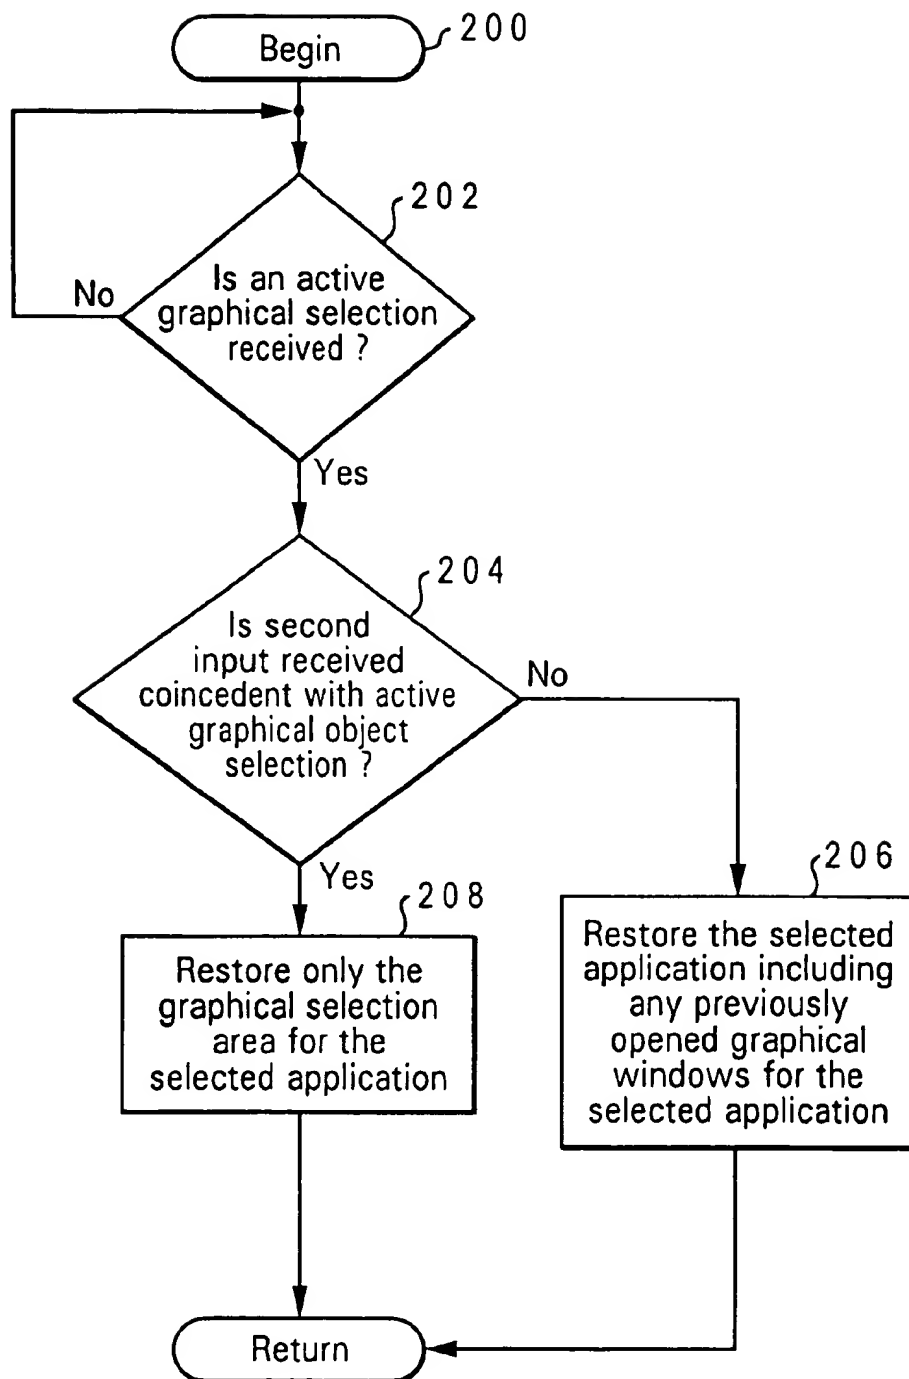 Begin
200
202
Is an active
graphical selection
received ?
No
Yes
204
Is second
input received
coincedent with active
graphical object
selection ?
No
Yes
208
Restore only the
graphical selection
area for the
selected application
206
Restore the selected
application including
any previously
opened graphical
windows for the
selected application
Return